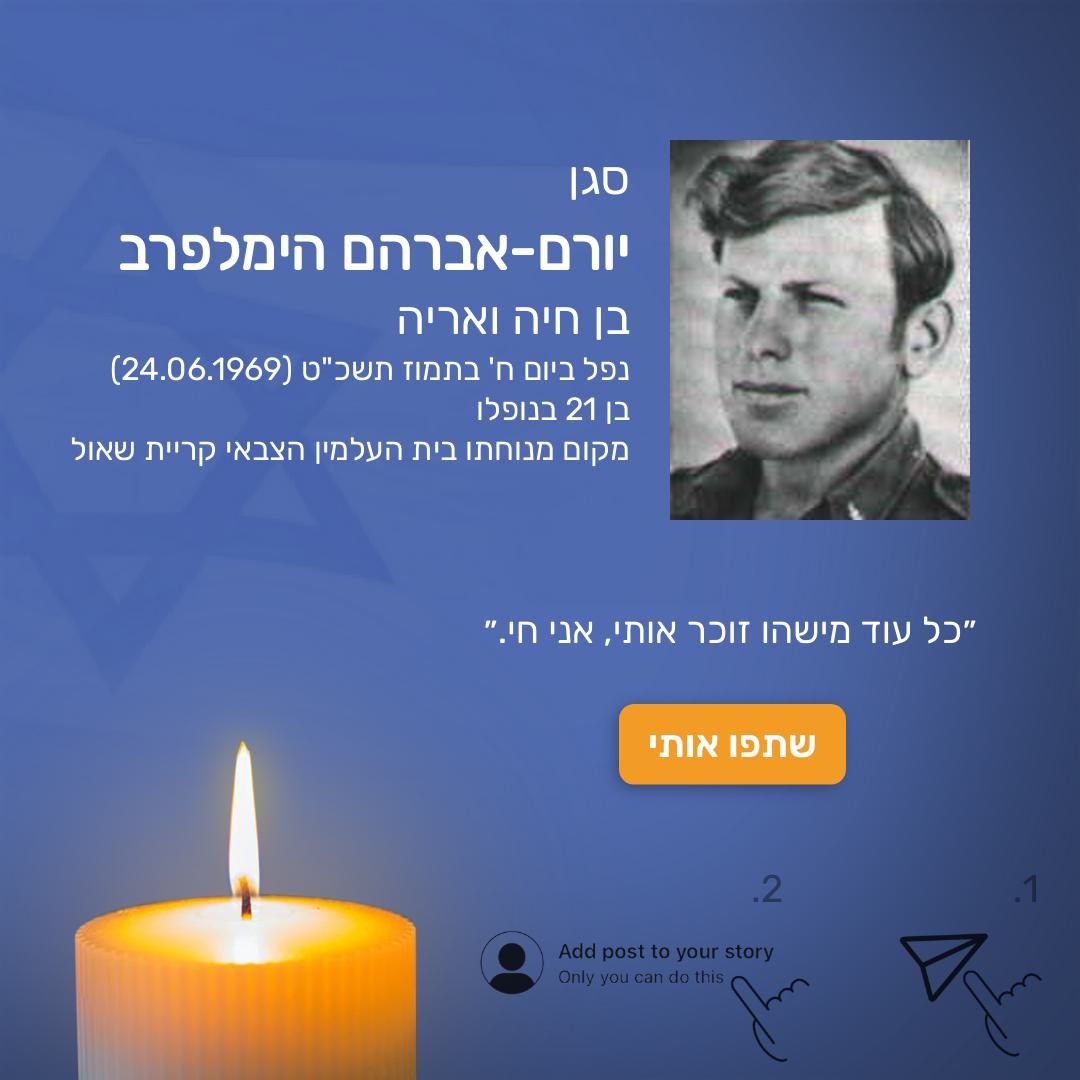 סגן
יורם-אברהם הימלפרב
בן חיה ואריה
נפל ביום ח' בתמוז תשכ"ט (24.06.1969)
בן 21 בנופלו
מקום מנוחתו בית העלמין הצבאי קריית שאול
״כל עוד מישהו זוכר אותי, אני חי.״
שתפו אותי
1.
2.
Add post to your story
Only you can do this